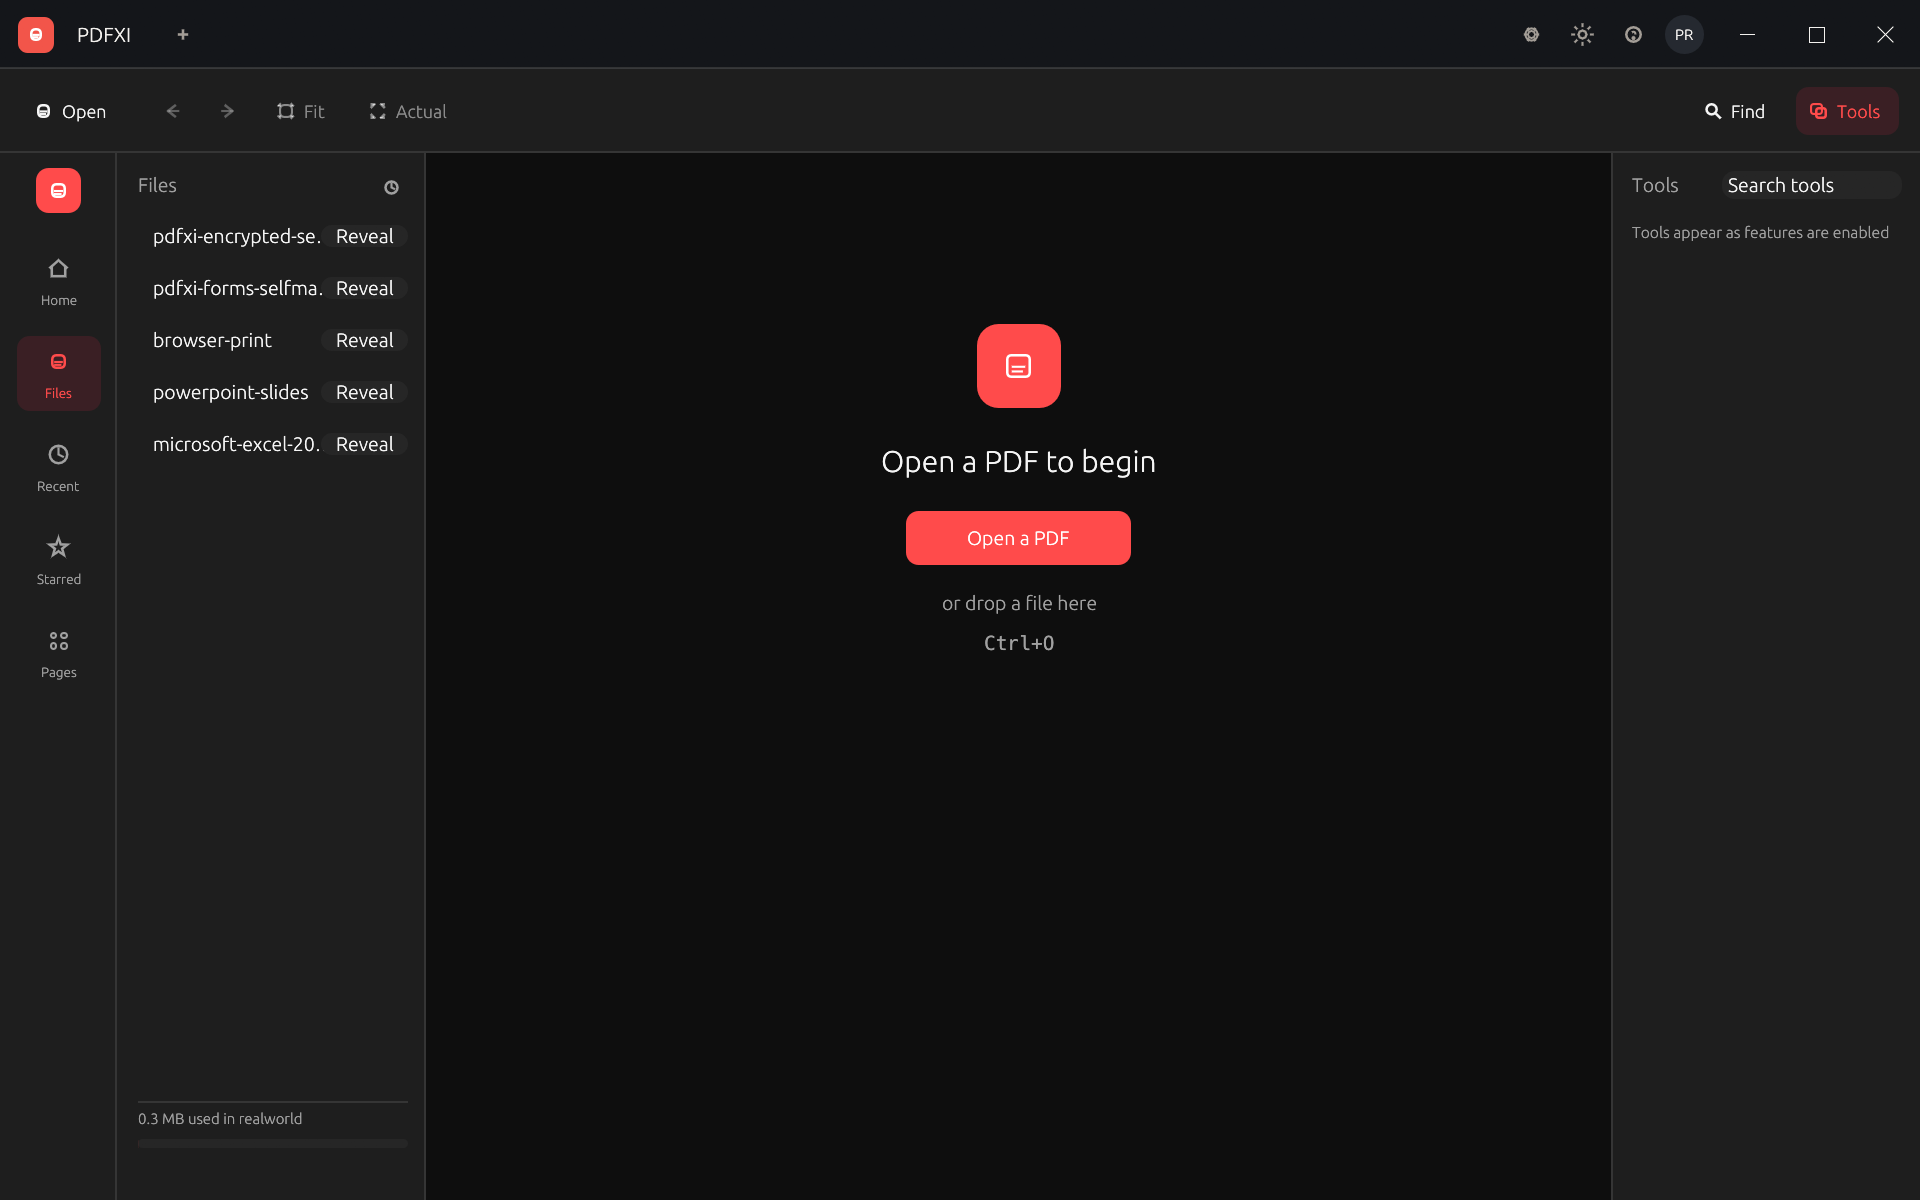 PDFXI
+
PR
Open
Fit
Actual
Find
Tools
Home
Files
Recent
Starred
Pages
Files
pdfxi-encrypted-se.
Reveal
pdfxi-forms-selfma.
Reveal
browser-print
Reveal
powerpoint-slides
Reveal
microsoft-excel-20.
Reveal
0.3 MB used in realworld
Open a PDF to begin
Open a PDF
or drop a file here
Ctrl+O
Tools
Search tools
Tools appear as features are enabled